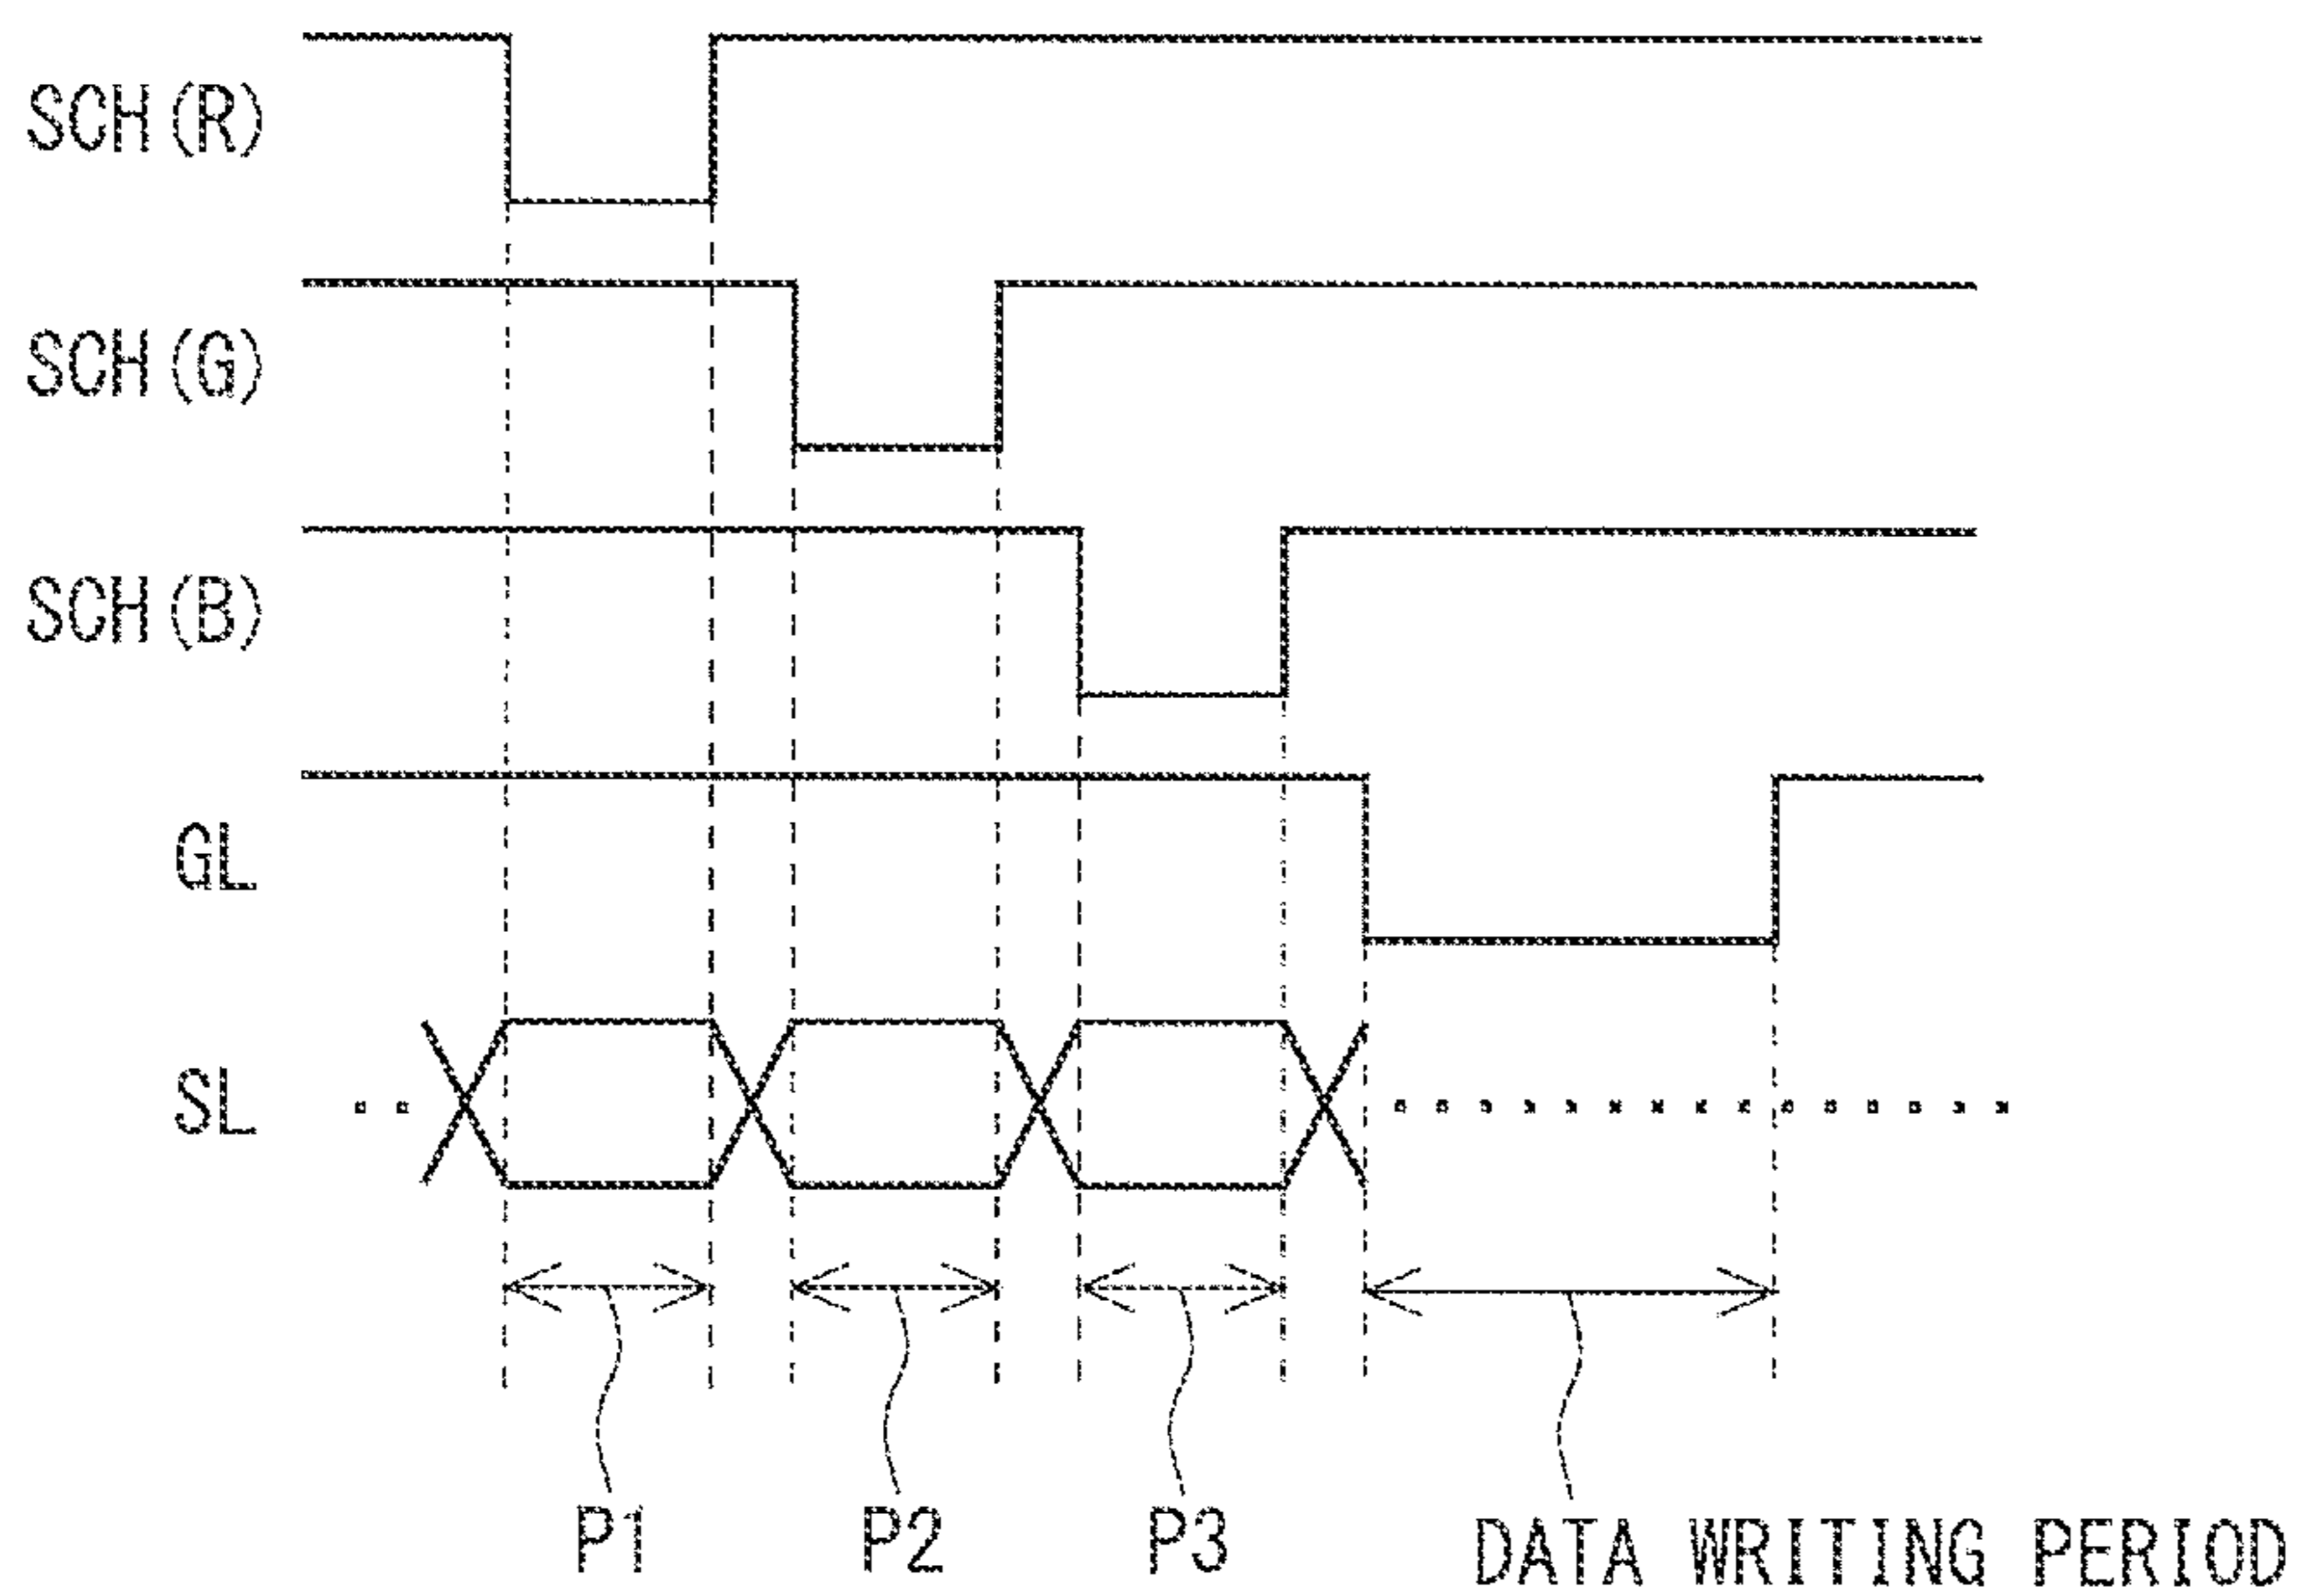 SCH(R)
SCH(G)
SCH(B)
GL
SL
P1 P2 P3 DATA WRITING PERIOD